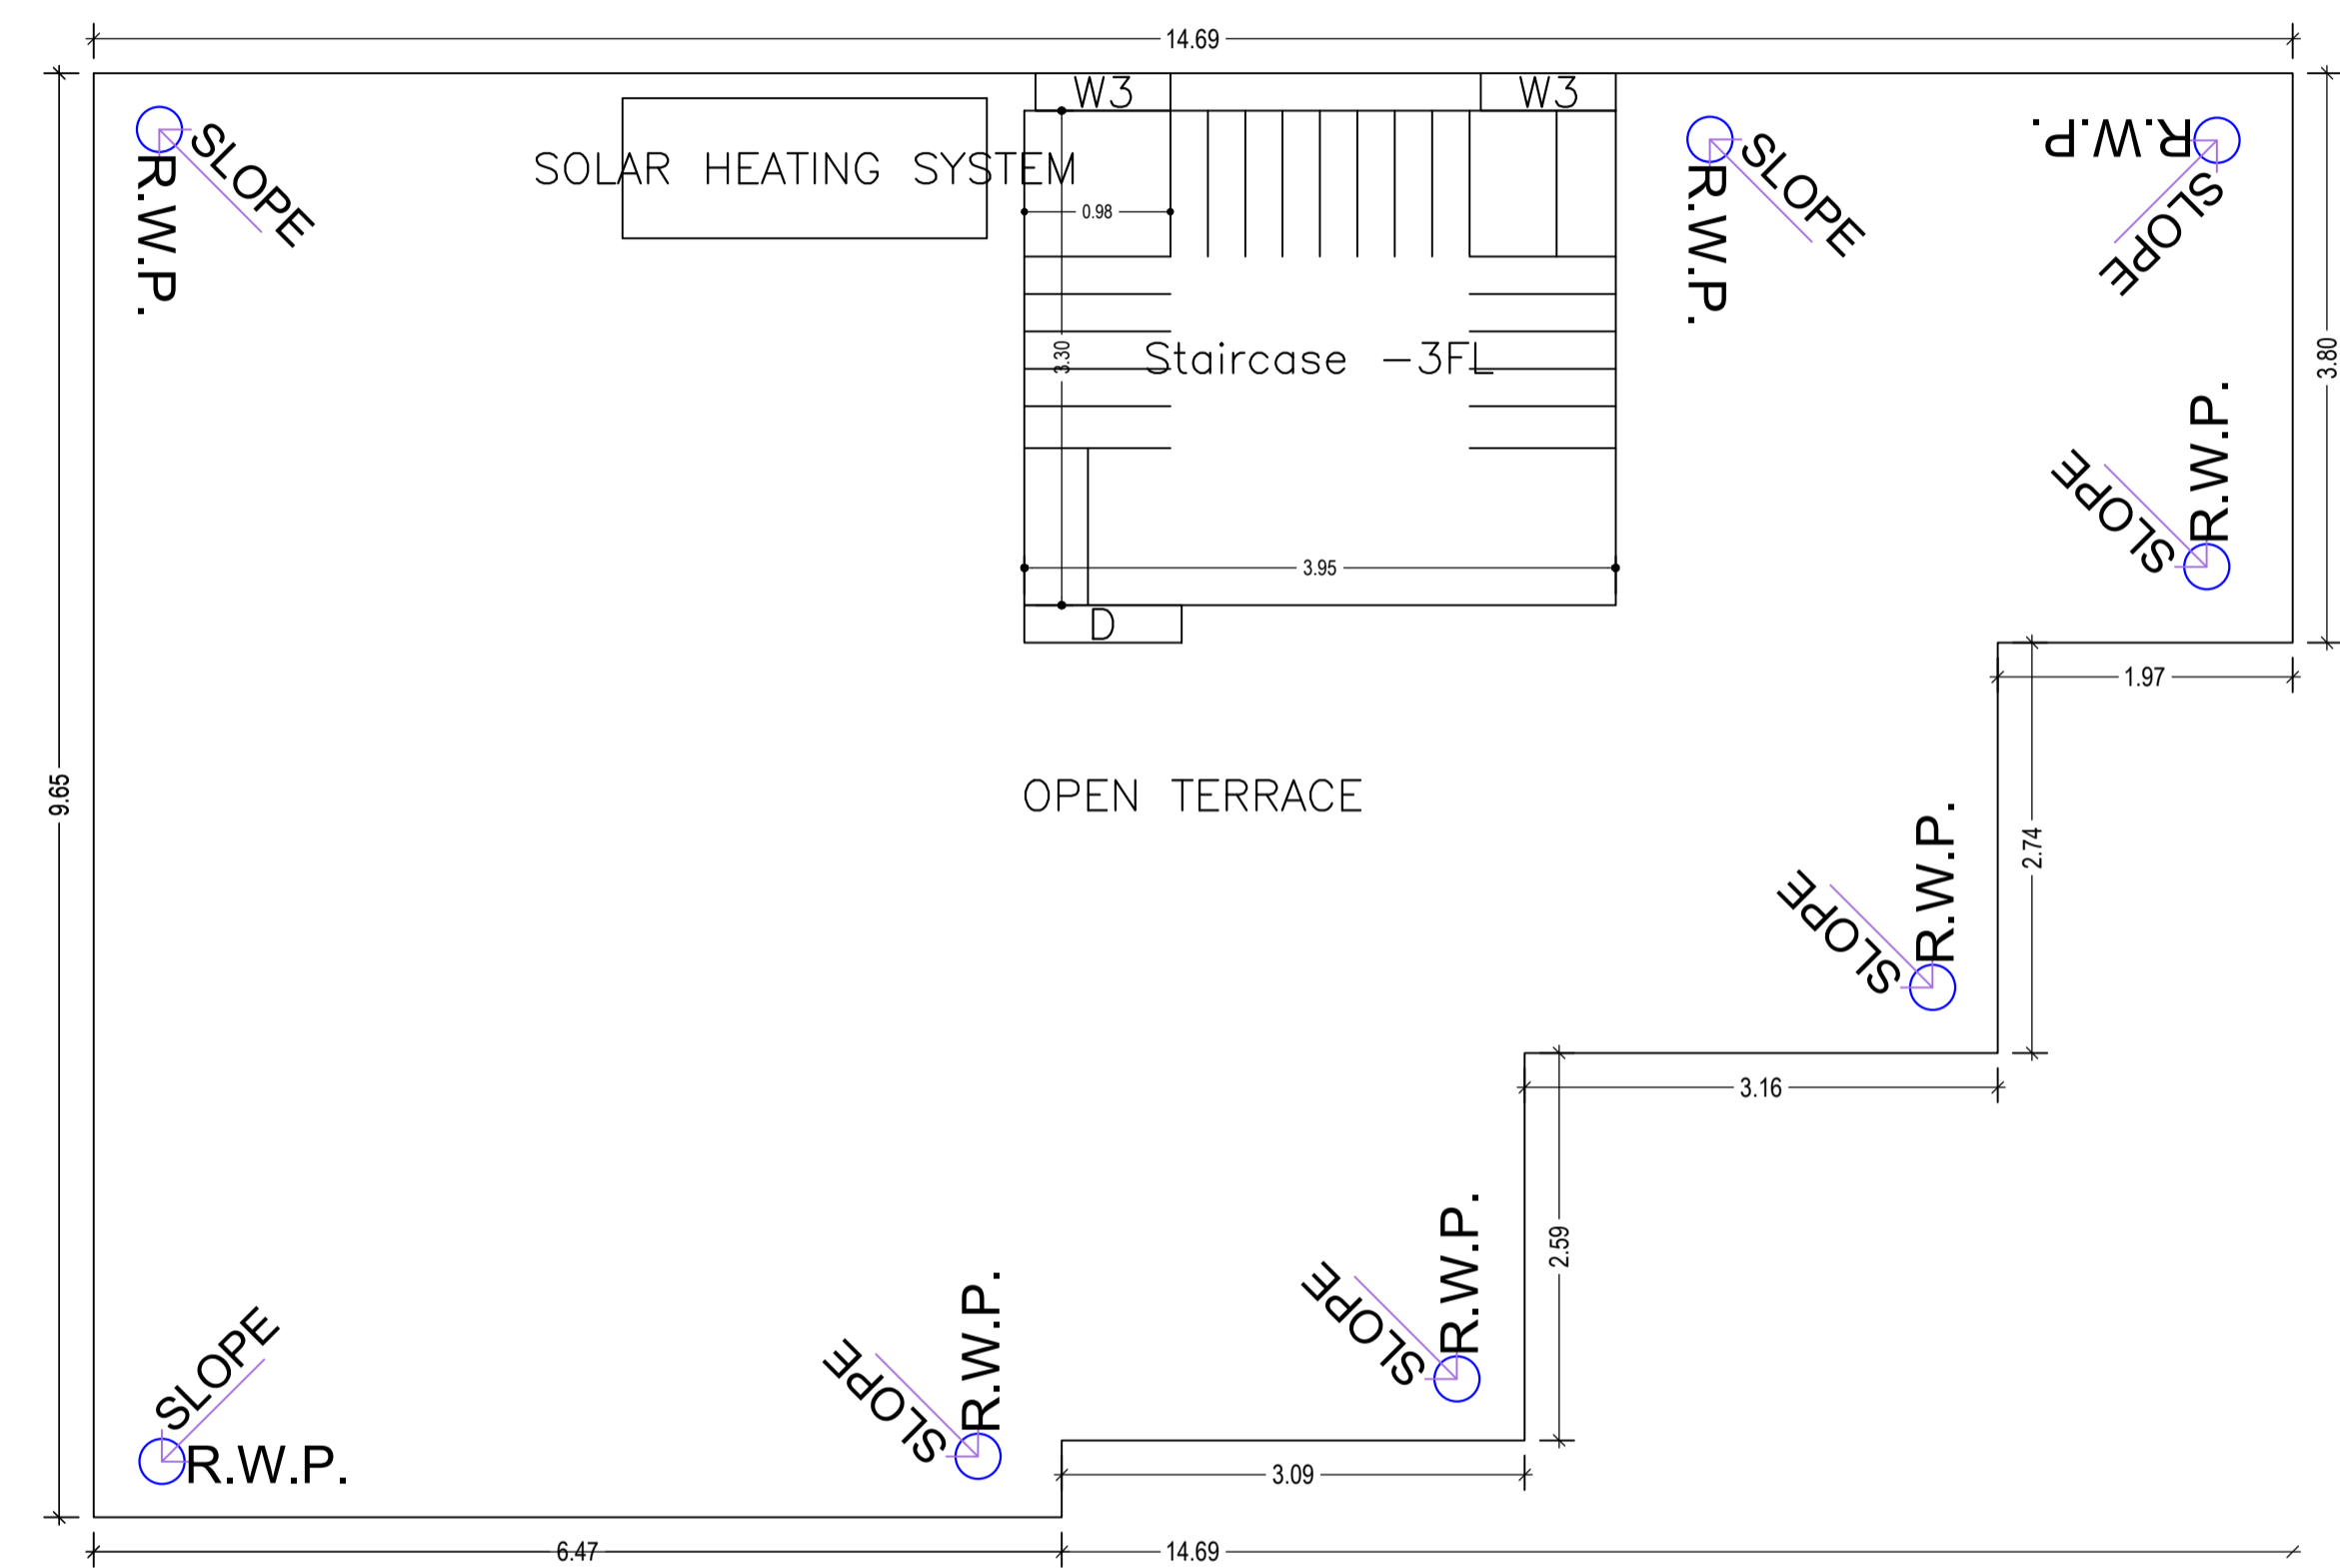 14.69
W3
W3
SLOPE
R.W.P.
SOLAR HEATING SYSTEM
SLOPE
R.W.P.
R.W.P.
SLOPE
0.98
3.30
Staircase -3FL
3.80
R.W.P.
SLOPE
3.95
D
1.97
9.65
OPEN TERRACE
2.74
R.W.P.
SLOPE
3.16
2.59
R.W.P.
SLOPE
R.W.P.
SLOPE
SLOPE
R.W.P.
3.09
6.47
14.69